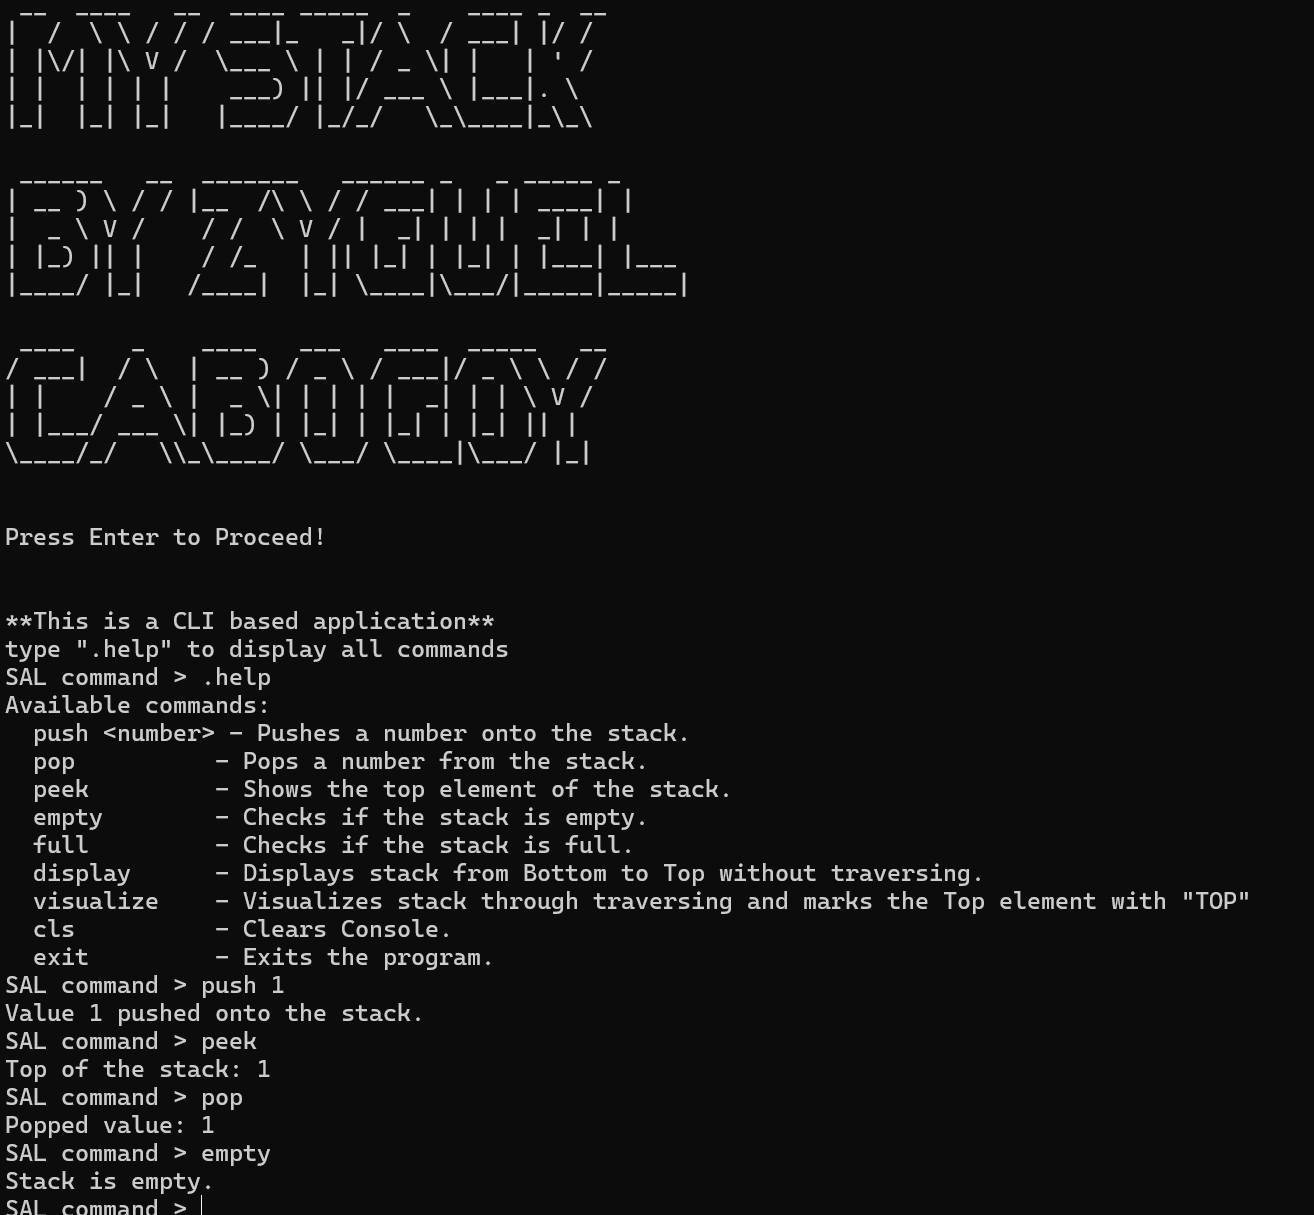 MY STACK
BY ZYGUEL
CABOGOY
Press Enter to Proceed!
**This is a CLI based application**
type ".help" to display all commands
SAL command > .help
Available commands:
push <number> - Pushes a number onto the stack.
pop - Pops a number from the stack.
peek - Shows the top element of the stack.
empty - Checks if the stack is empty.
full - Checks if the stack is full.
display - Displays stack from Bottom to Top without traversing.
visualize - Visualizes stack through traversing and marks the Top element with "TOP"
cls - Clears Console.
exit - Exits the program.
SAL command > push 1
Value 1 pushed onto the stack.
SAL command > peek
Top of the stack: 1
SAL command > pop
Popped value: 1
SAL command > empty
Stack is empty.
SAL command >